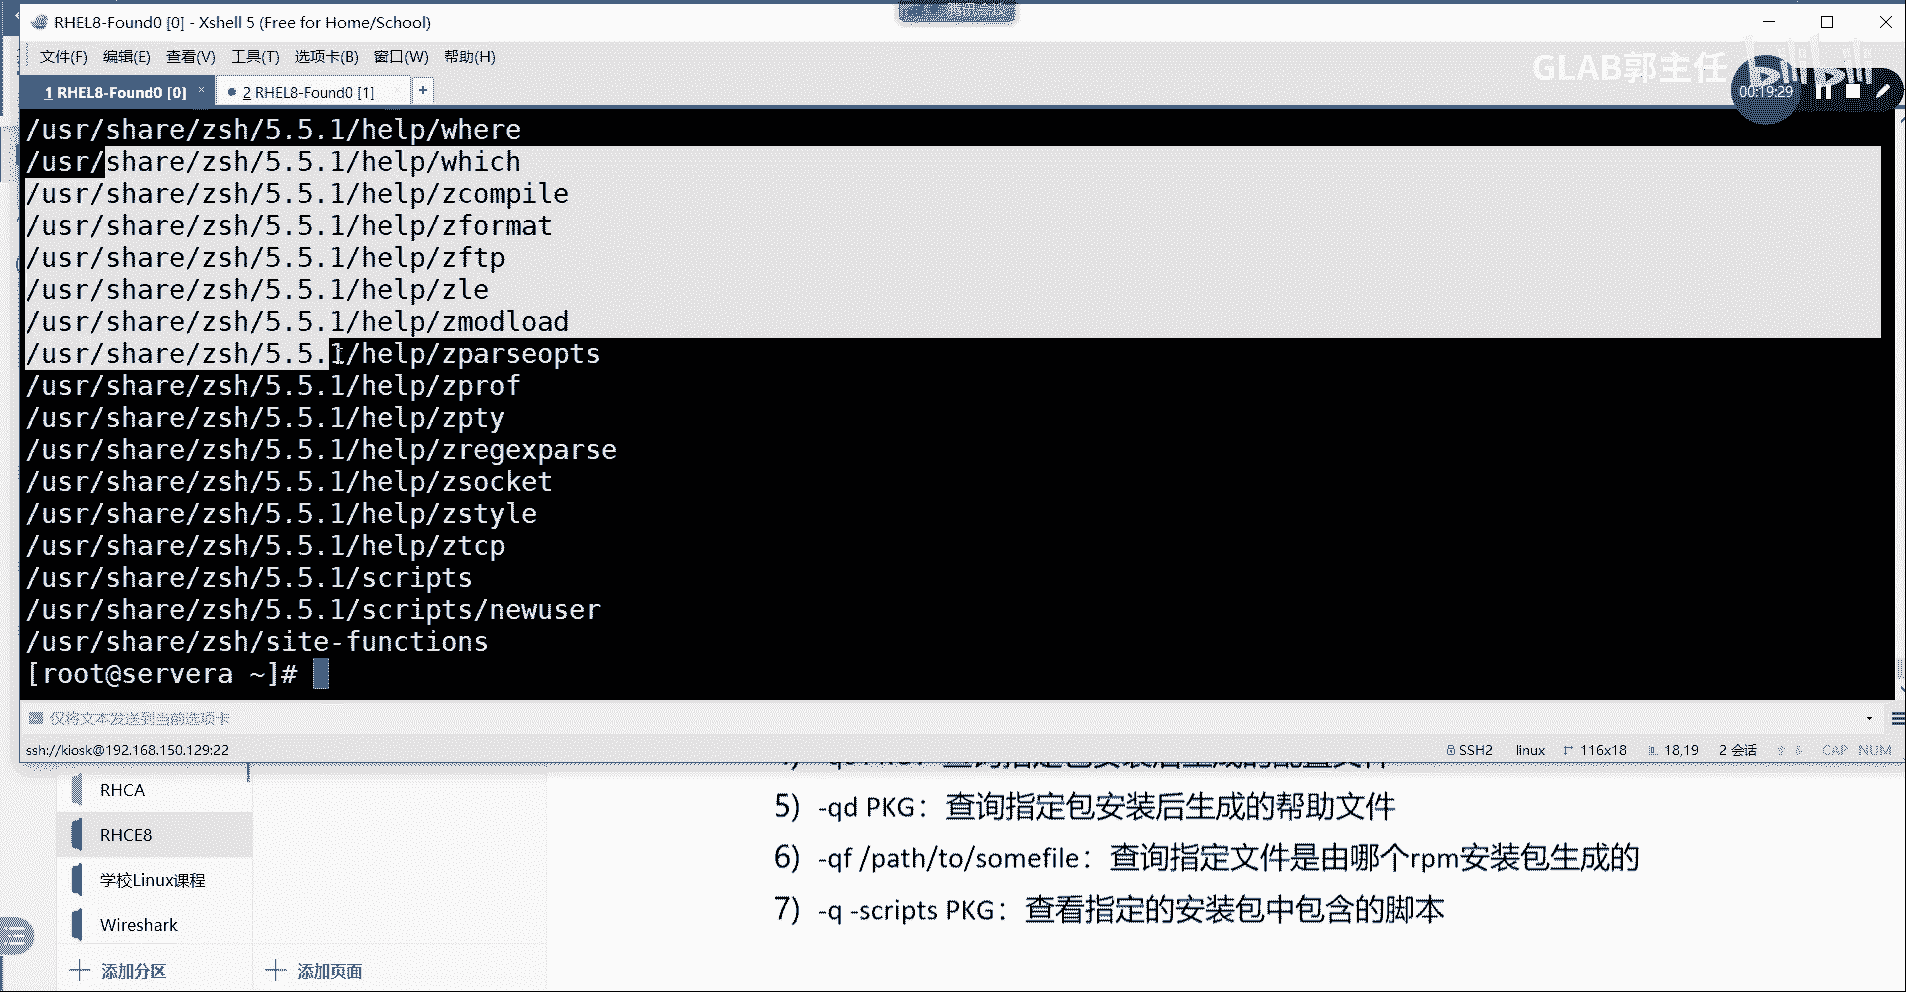 RHEL8-Found0 [0] - Xshell 5 (Free for Home/School)
文件(F) 编辑(E) 查看(V) 工具(T) 选项卡(B) 窗口(W) 帮助(H)
GLAB郭主任
bilibili
00:19:29
1 RHEL8-Found0 [0] × 2 RHEL8-Found0 [1] +
/usr/share/zsh/5.5.1/help/where
/usr/share/zsh/5.5.1/help/which
/usr/share/zsh/5.5.1/help/zcompile
/usr/share/zsh/5.5.1/help/zformat
/usr/share/zsh/5.5.1/help/zftp
/usr/share/zsh/5.5.1/help/zle
/usr/share/zsh/5.5.1/help/zmodload
/usr/share/zsh/5.5.1/help/zparseopts
/usr/share/zsh/5.5.1/help/zprof
/usr/share/zsh/5.5.1/help/zpty
/usr/share/zsh/5.5.1/help/zregexparse
/usr/share/zsh/5.5.1/help/zsocket
/usr/share/zsh/5.5.1/help/zstyle
/usr/share/zsh/5.5.1/help/ztcp
/usr/share/zsh/5.5.1/scripts
/usr/share/zsh/5.5.1/scripts/newuser
/usr/share/zsh/site-functions
[root@servera ~]#
仅将文本发送到当前选项卡
ssh://kiosk@192.168.150.129:22 SSH2 linux 116x18 18,19 2 会话 CAP NUM
RHCA
RHCE8
学校Linux课程
Wireshark
添加分区 添加页面
5) -qd PKG：查询指定包安装后生成的帮助文件
6) -qf /path/to/somefile：查询指定文件是由哪个rpm安装包生成的
7) -q -scripts PKG：查看指定的安装包中包含的脚本